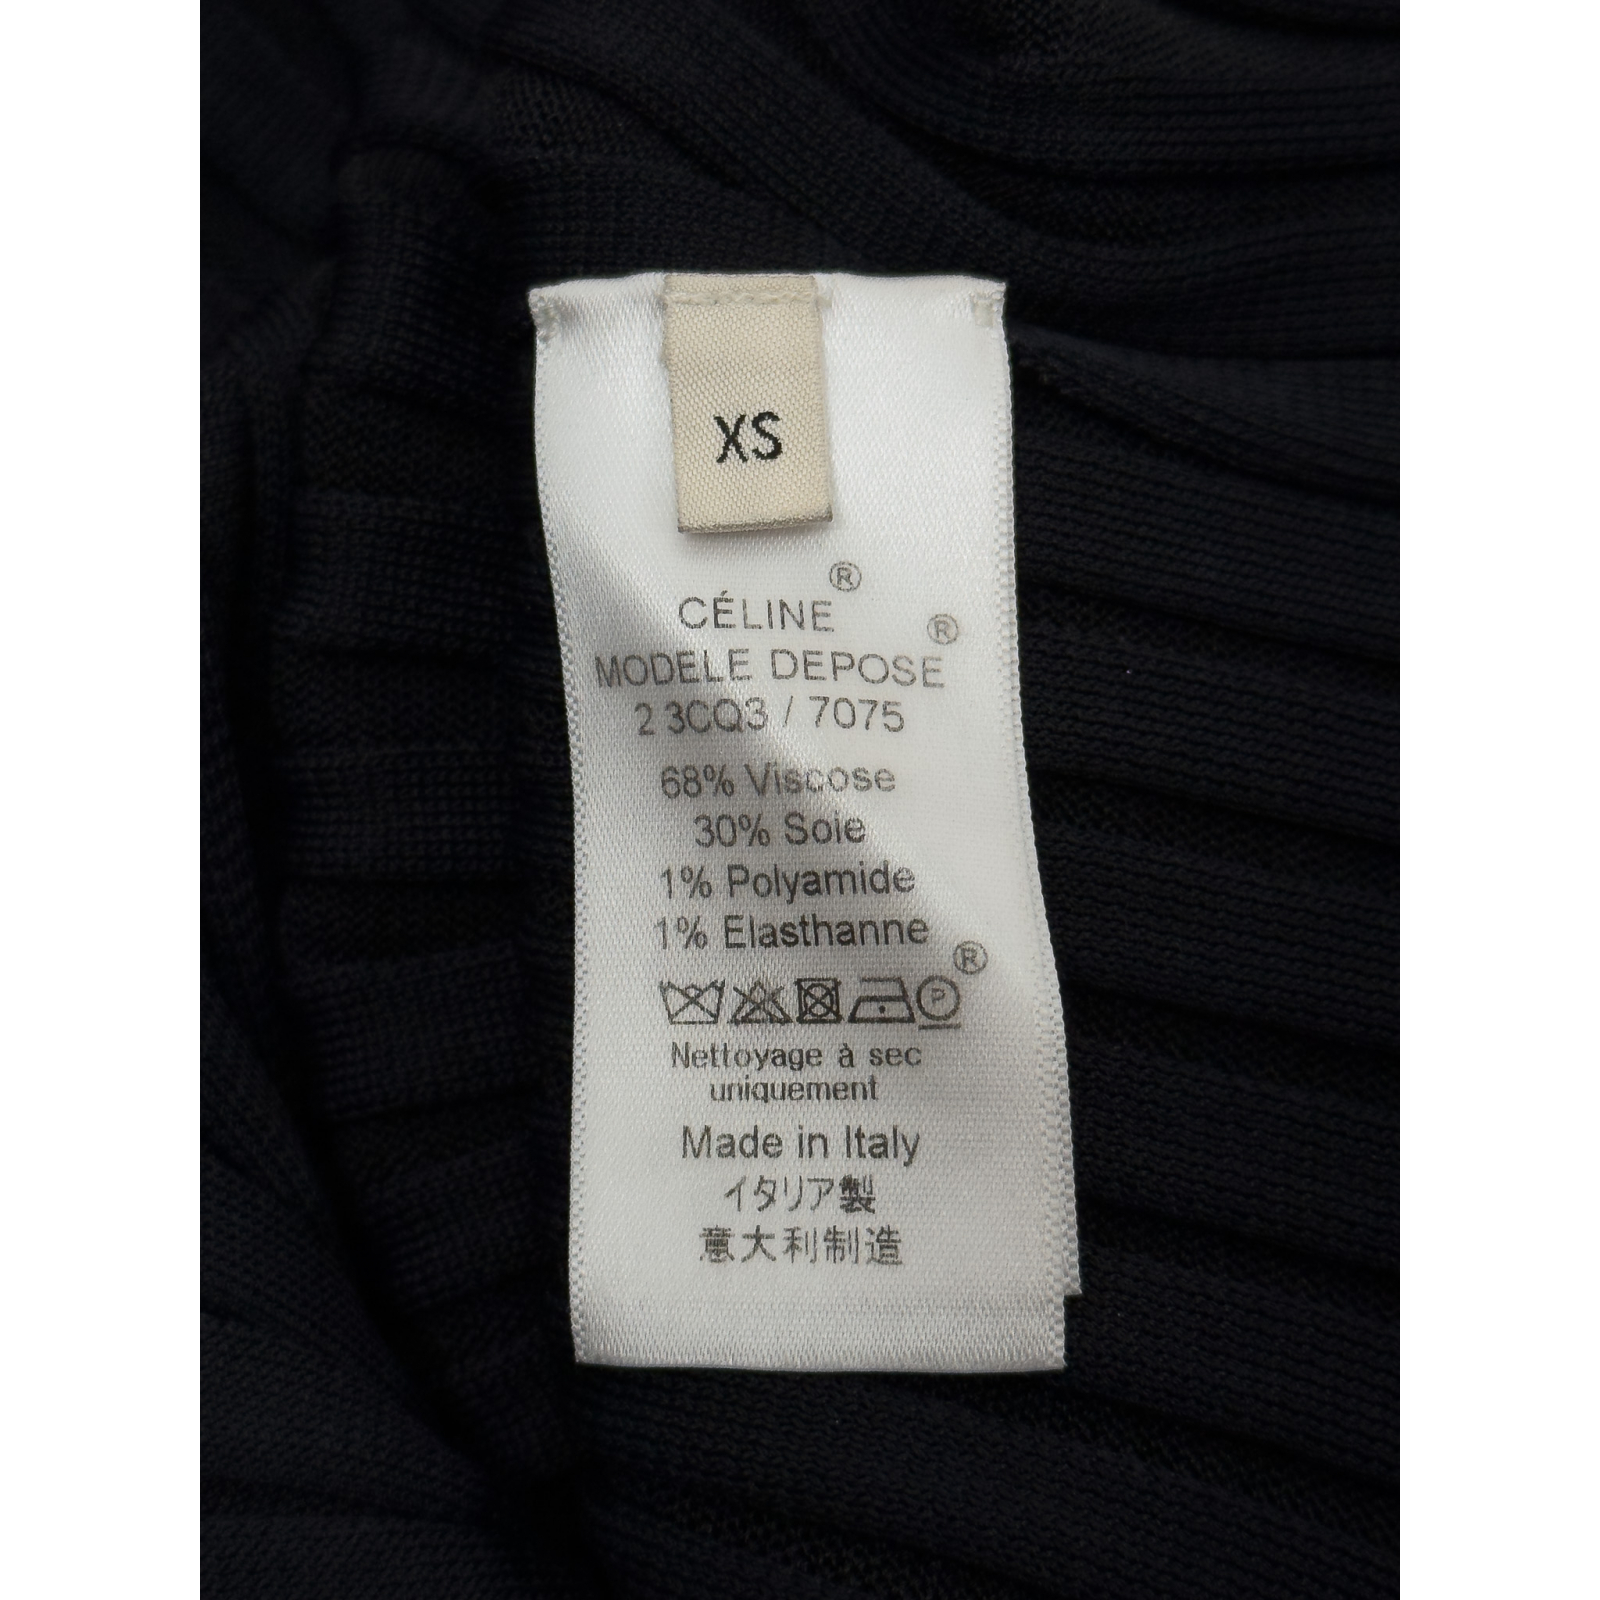 XS
CÉLINE®
MODELE DEPOSE®
2 3CQ3 / 7075
68% Viscose
30% Soie
1% Polyamide
1% Elasthanne
P®
Nettoyage à sec
uniquement
Made in Italy
イタリア製
意大利制造